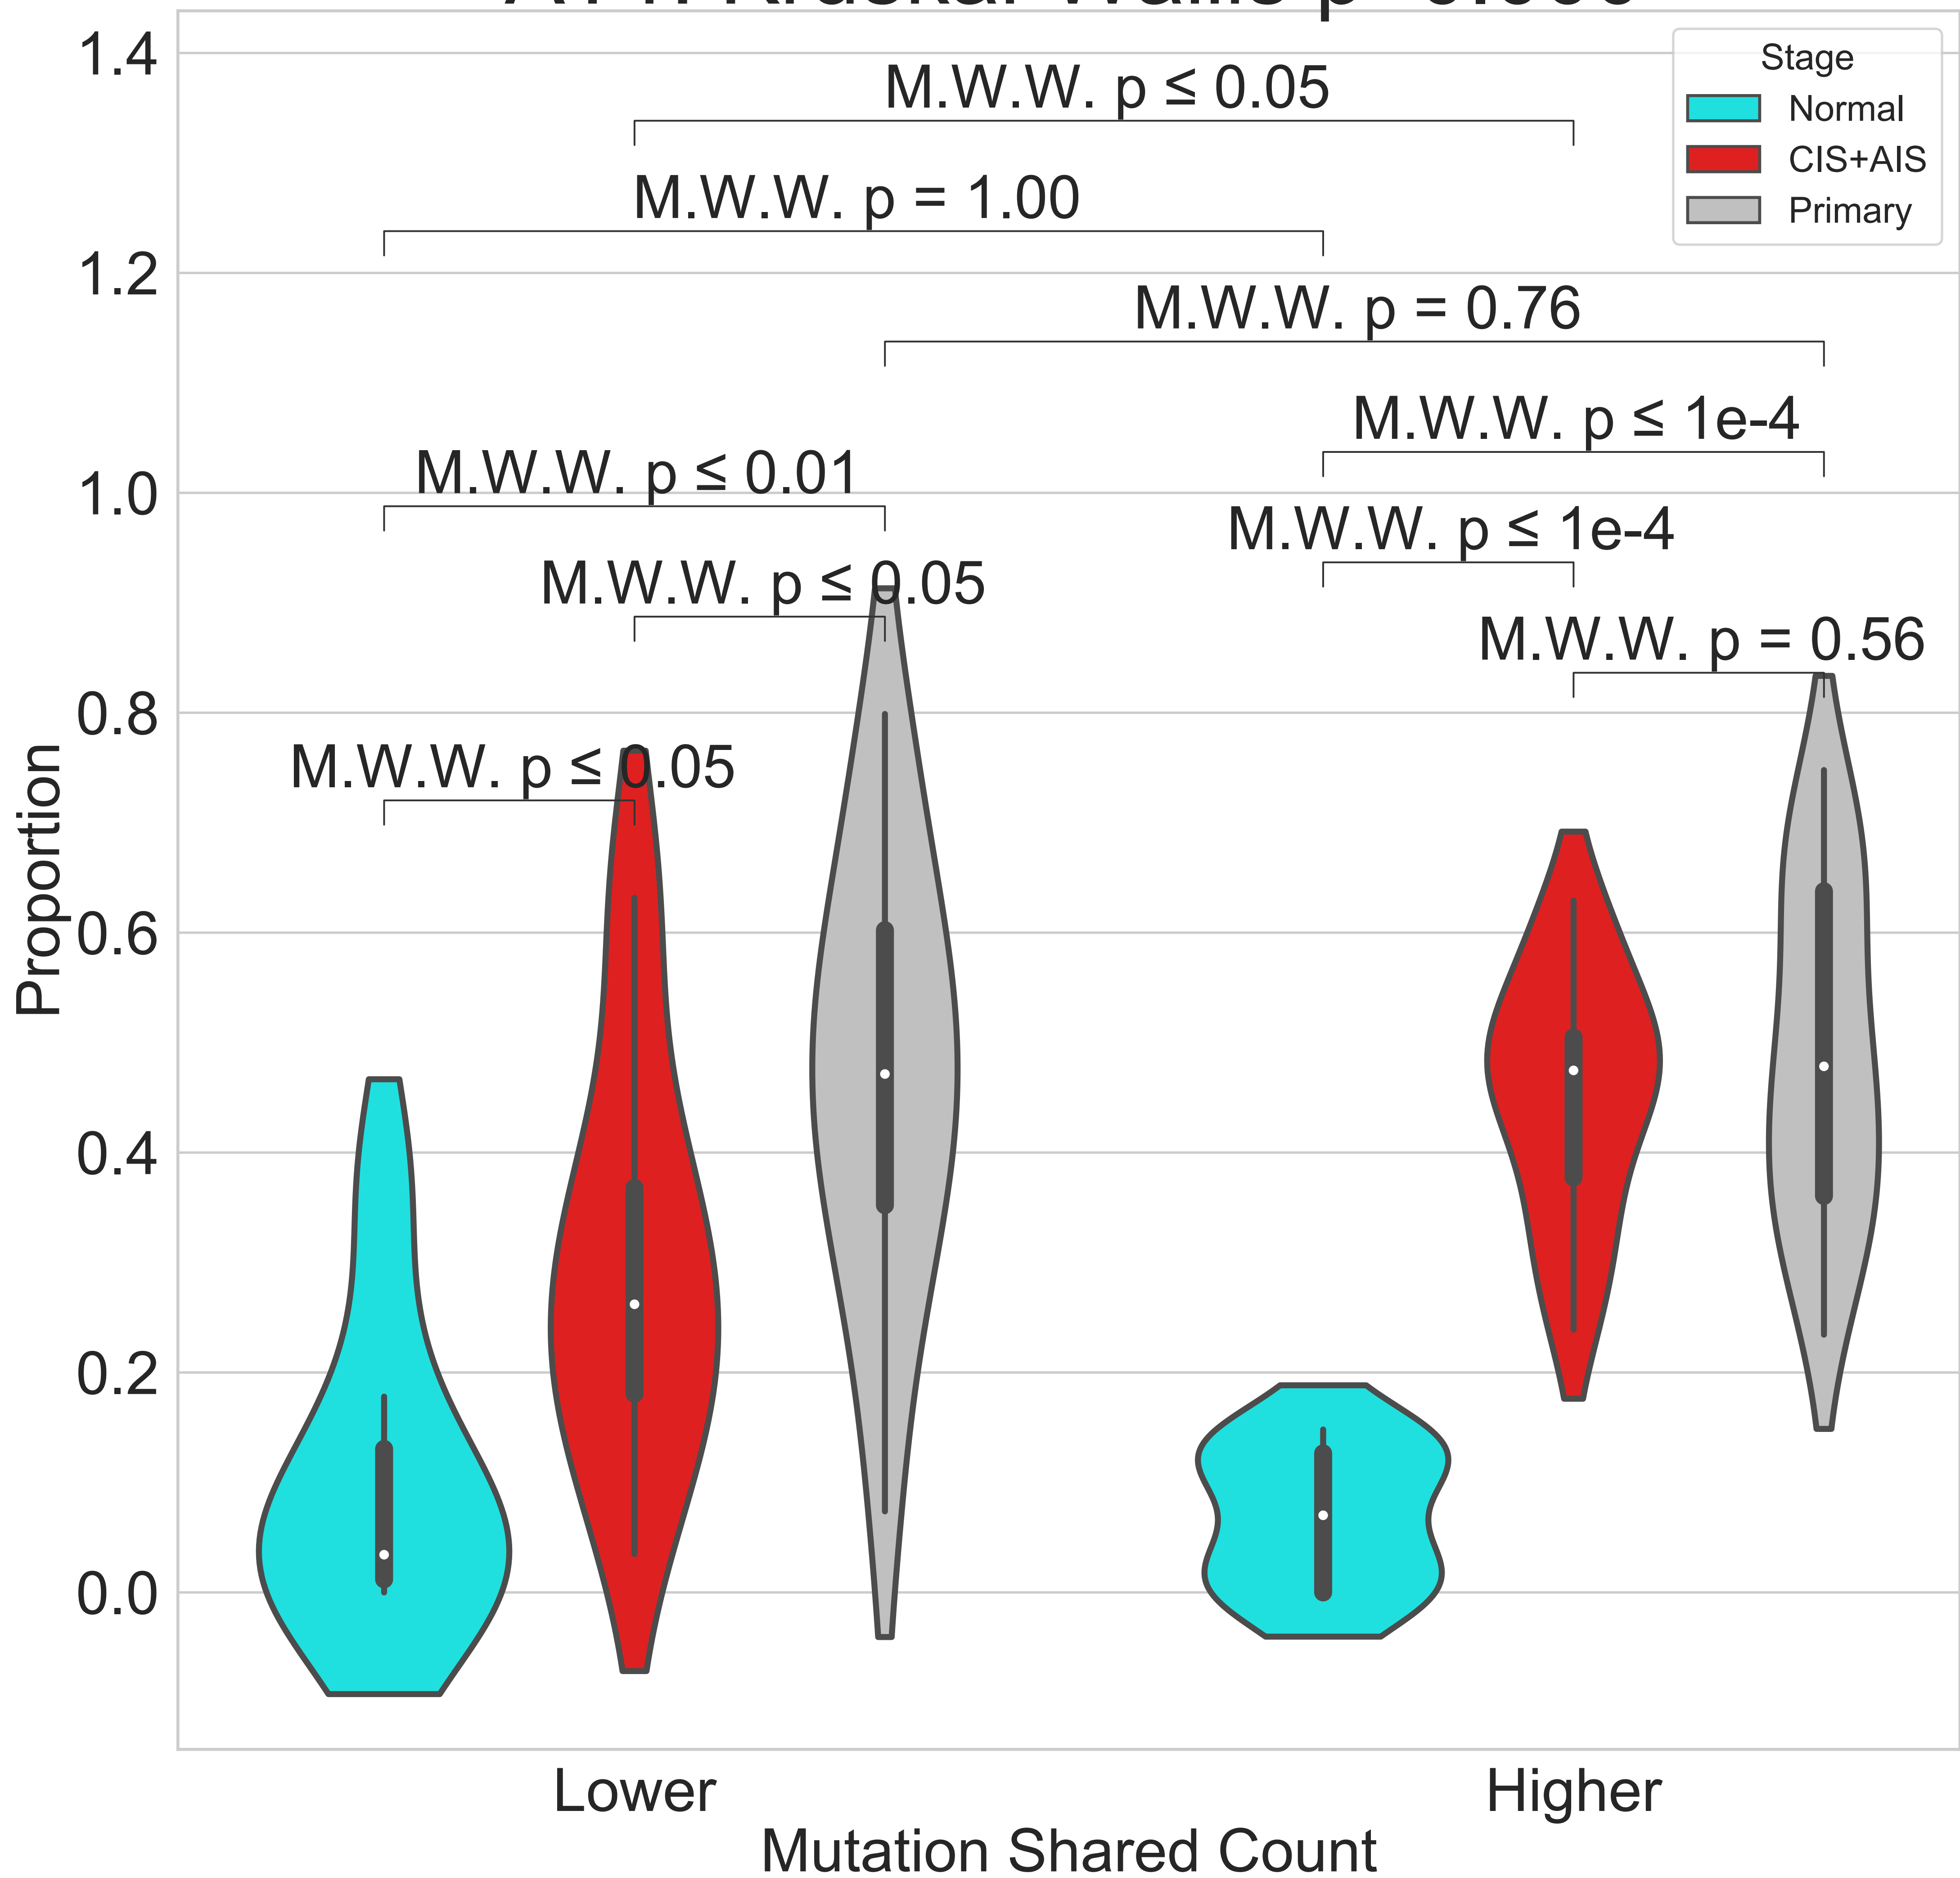 1.4
1.2
1.0
0.8
0.6
0.4
0.2
0.0
Proportion
M.W.W. p ≤ 0.05
M.W.W. p = 1.00
M.W.W. p = 0.76
M.W.W. p ≤ 1e-4
M.W.W. p ≤ 0.01
M.W.W. p ≤ 1e-4
M.W.W. p ≤ 0.05
M.W.W. p = 0.56
M.W.W. p ≤ 0.05
Stage
Normal
CIS+AIS
Primary
Lower
Higher
Mutation Shared Count